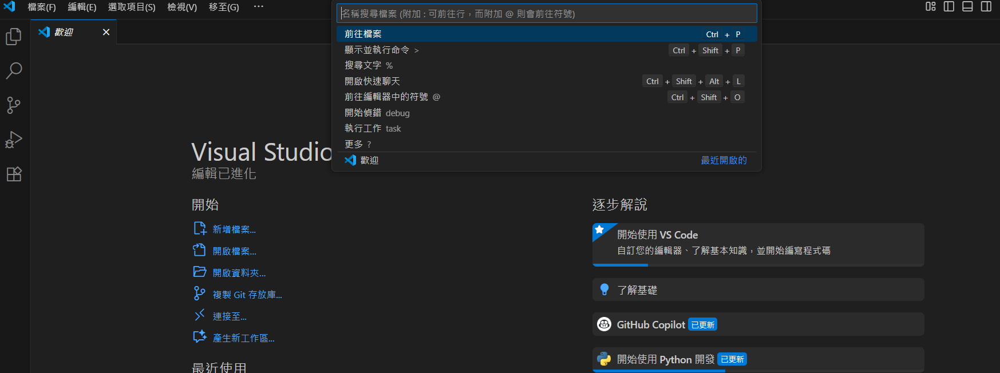 檔案(F) 編輯(E) 選取項目(S) 檢視(V) 移至(G) ...
名稱搜尋檔案 (附加 : 可前往行，而附加 @ 則會前往符號)
歡迎
前往檔案 Ctrl + P
顯示並執行命令 > Ctrl + Shift + P
搜尋文字 %
開啟快速聊天 Ctrl + Shift + Alt + L
前往編輯器中的符號 @ Ctrl + Shift + O
開始偵錯 debug
執行工作 task
更多 ?
歡迎 最近開啟的
Visual Studio
編輯已進化
開始
新增檔案...
開啟檔案...
開啟資料夾...
複製 Git 存放庫...
連接至...
產生新工作區...
最近使用
逐步解說
開始使用 VS Code
自訂您的編輯器、了解基本知識，並開始編寫程式碼
了解基礎
GitHub Copilot 已更新
開始使用 Python 開發 已更新